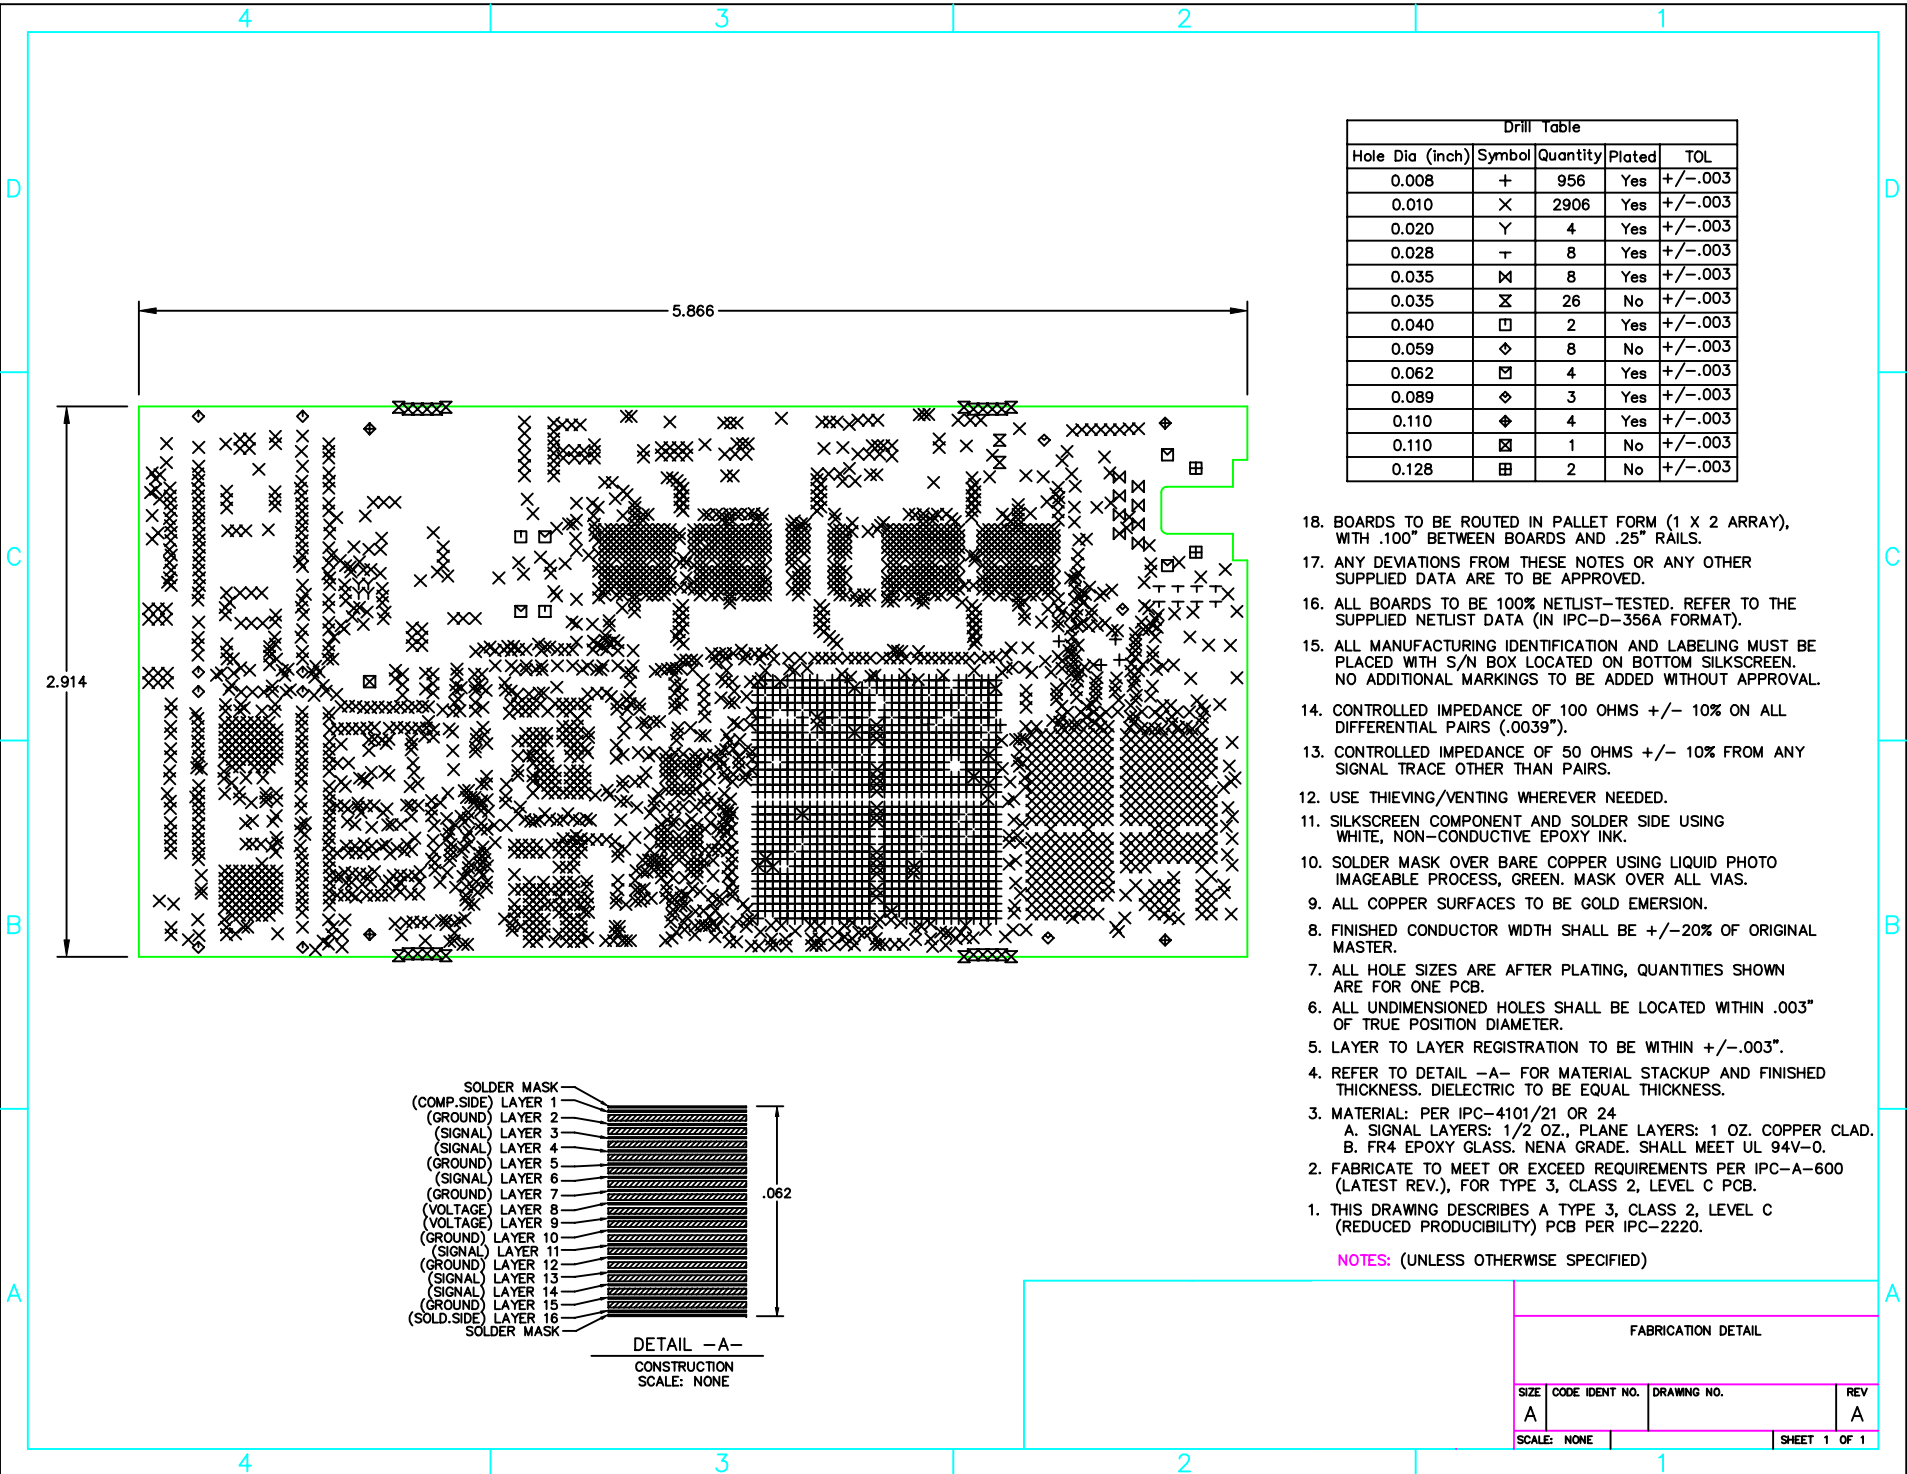 4 3 2 1
D D
C C
B B
A A
Drill Table
Hole Dia (inch) Symbol Quantity Plated TOL
0.008 + 956 Yes +/-.003
0.010 X 2906 Yes +/-.003
0.020 Y 4 Yes +/-.003
0.028 8 Yes +/-.003
0.035 8 Yes +/-.003
0.035 26 No +/-.003
0.040 2 Yes +/-.003
0.059 8 No +/-.003
0.062 4 Yes +/-.003
0.089 3 Yes +/-.003
0.110 4 Yes +/-.003
0.110 1 No +/-.003
0.128 2 No +/-.003
5.866
2.914
18. BOARDS TO BE ROUTED IN PALLET FORM (1 X 2 ARRAY),
WITH .100" BETWEEN BOARDS AND .25" RAILS.
17. ANY DEVIATIONS FROM THESE NOTES OR ANY OTHER
SUPPLIED DATA ARE TO BE APPROVED.
16. ALL BOARDS TO BE 100% NETLIST-TESTED. REFER TO THE
SUPPLIED NETLIST DATA (IN IPC-D-356A FORMAT).
15. ALL MANUFACTURING IDENTIFICATION AND LABELING MUST BE
PLACED WITH S/N BOX LOCATED ON BOTTOM SILKSCREEN.
NO ADDITIONAL MARKINGS TO BE ADDED WITHOUT APPROVAL.
14. CONTROLLED IMPEDANCE OF 100 OHMS +/- 10% ON ALL
DIFFERENTIAL PAIRS (.0039").
13. CONTROLLED IMPEDANCE OF 50 OHMS +/- 10% FROM ANY
SIGNAL TRACE OTHER THAN PAIRS.
12. USE THIEVING/VENTING WHEREVER NEEDED.
11. SILKSCREEN COMPONENT AND SOLDER SIDE USING
WHITE, NON-CONDUCTIVE EPOXY INK.
10. SOLDER MASK OVER BARE COPPER USING LIQUID PHOTO
IMAGEABLE PROCESS, GREEN. MASK OVER ALL VIAS.
9. ALL COPPER SURFACES TO BE GOLD EMERSION.
8. FINISHED CONDUCTOR WIDTH SHALL BE +/-20% OF ORIGINAL
MASTER.
7. ALL HOLE SIZES ARE AFTER PLATING, QUANTITIES SHOWN
ARE FOR ONE PCB.
6. ALL UNDIMENSIONED HOLES SHALL BE LOCATED WITHIN .003"
OF TRUE POSITION DIAMETER.
5. LAYER TO LAYER REGISTRATION TO BE WITHIN +/-.003".
4. REFER TO DETAIL -A- FOR MATERIAL STACKUP AND FINISHED
THICKNESS. DIELECTRIC TO BE EQUAL THICKNESS.
3. MATERIAL: PER IPC-4101/21 OR 24
A. SIGNAL LAYERS: 1/2 OZ., PLANE LAYERS: 1 OZ. COPPER CLAD.
B. FR4 EPOXY GLASS. NENA GRADE. SHALL MEET UL 94V-0.
2. FABRICATE TO MEET OR EXCEED REQUIREMENTS PER IPC-A-600
(LATEST REV.), FOR TYPE 3, CLASS 2, LEVEL C PCB.
1. THIS DRAWING DESCRIBES A TYPE 3, CLASS 2, LEVEL C
(REDUCED PRODUCIBILITY) PCB PER IPC-2220.
NOTES: (UNLESS OTHERWISE SPECIFIED)
SOLDER MASK
(COMP.SIDE) LAYER 1
(GROUND) LAYER 2
(SIGNAL) LAYER 3
(SIGNAL) LAYER 4
(GROUND) LAYER 5
(SIGNAL) LAYER 6
(GROUND) LAYER 7
(VOLTAGE) LAYER 8
(VOLTAGE) LAYER 9
(GROUND) LAYER 10
(SIGNAL) LAYER 11
(GROUND) LAYER 12
(SIGNAL) LAYER 13
(SIGNAL) LAYER 14
(GROUND) LAYER 15
(SOLD.SIDE) LAYER 16
SOLDER MASK
.062
DETAIL -A-
CONSTRUCTION
SCALE: NONE
FABRICATION DETAIL
SIZE CODE IDENT NO. DRAWING NO. REV
A A
SCALE: NONE SHEET 1 OF 1
4 3 2 1